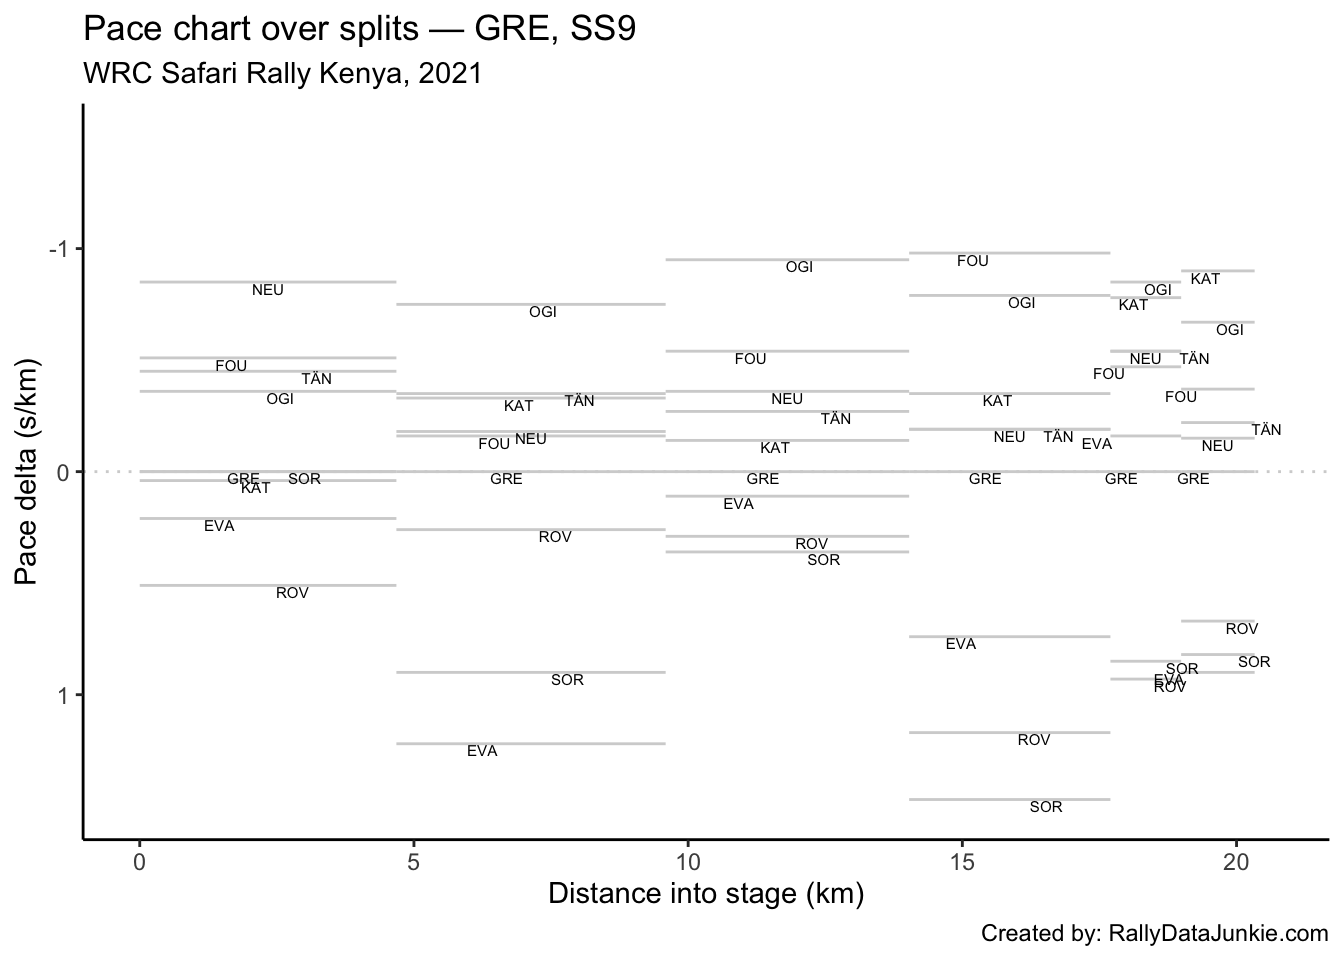 Pace chart over splits — GRE, SS9
WRC Safari Rally Kenya, 2021
Pace delta (s/km)
-1
0
1
NEU
FOU
TÄN
OGI
GRE
SOR
KAT
EVA
ROV
OGI
TÄN
KAT
NEU
FOU
GRE
ROV
SOR
EVA
OGI
FOU
NEU
TÄN
KAT
GRE
EVA
ROV
SOR
FOU
OGI
KAT
NEU
TÄN
GRE
EVA
ROV
SOR
OGI
KAT
NEU
TÄN
FOU
EVA
GRE
SOR
EVA
ROV
KAT
OGI
FOU
TÄN
NEU
GRE
ROV
SOR
0 5 10 15 20
Distance into stage (km)
Created by: RallyDataJunkie.com